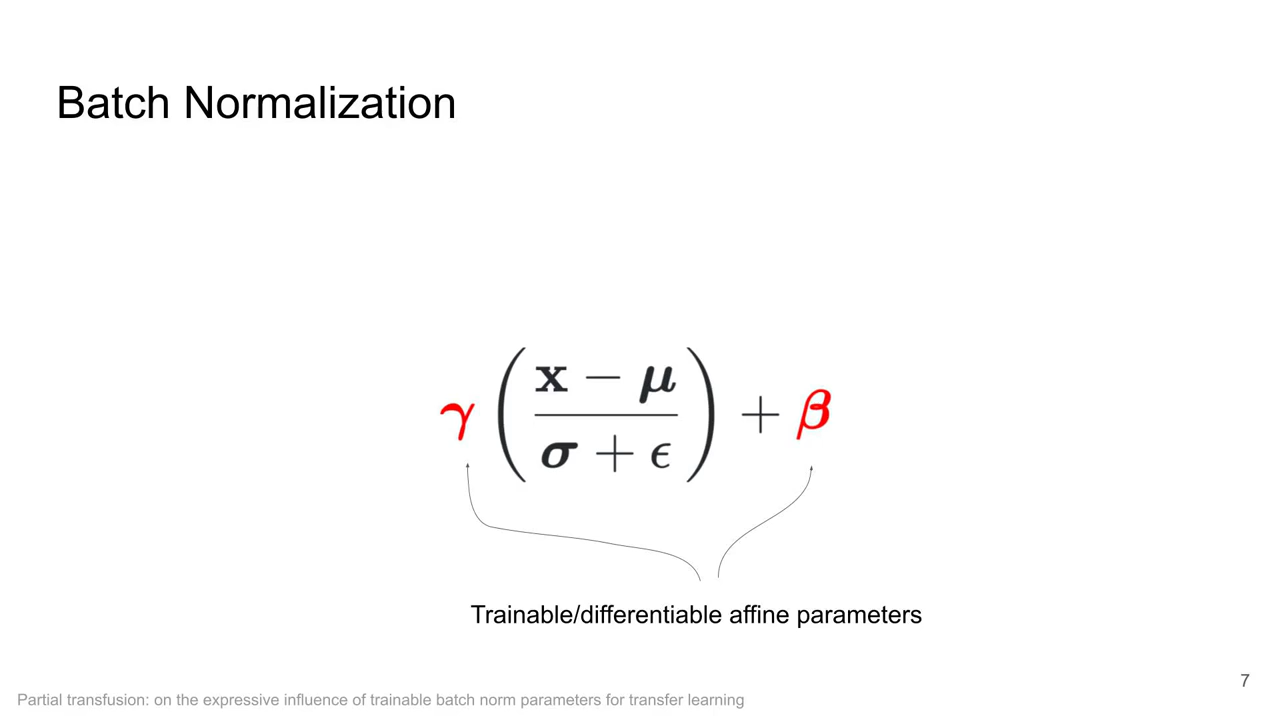 Batch Normalization
γ ( (x − μ) / (σ + ϵ) ) + β
Trainable/differentiable affine parameters
Partial transfusion: on the expressive influence of trainable batch norm parameters for transfer learning
7